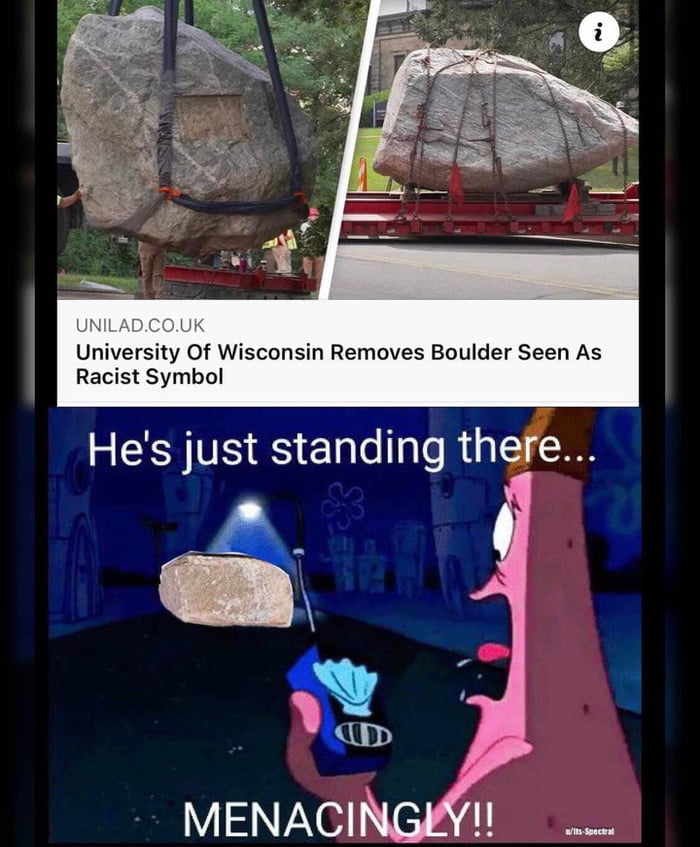 i
UNILAD.CO.UK
University Of Wisconsin Removes Boulder Seen As
Racist Symbol
He's just standing there...
MENACINGLY!!
u/Its-Spectral